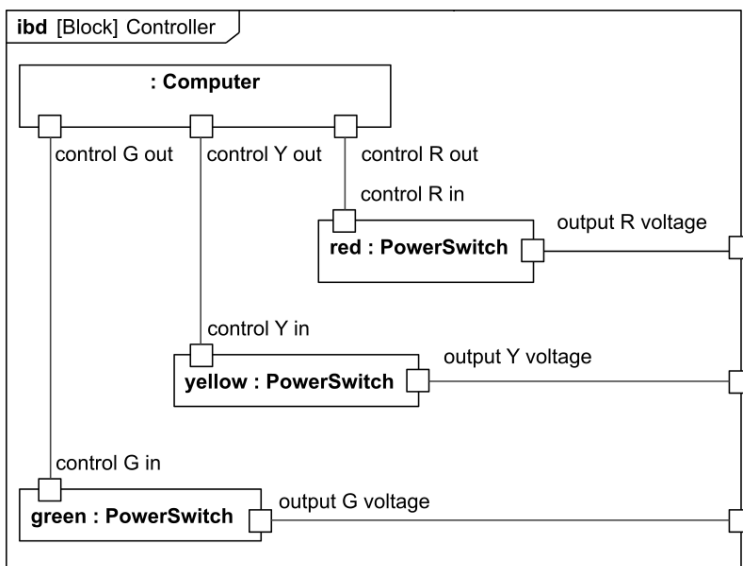 ibd [Block] Controller
: Computer
control G out
control Y out
control R out
control R in
output R voltage
red : PowerSwitch
control Y in
output Y voltage
yellow : PowerSwitch
control G in
output G voltage
green : PowerSwitch